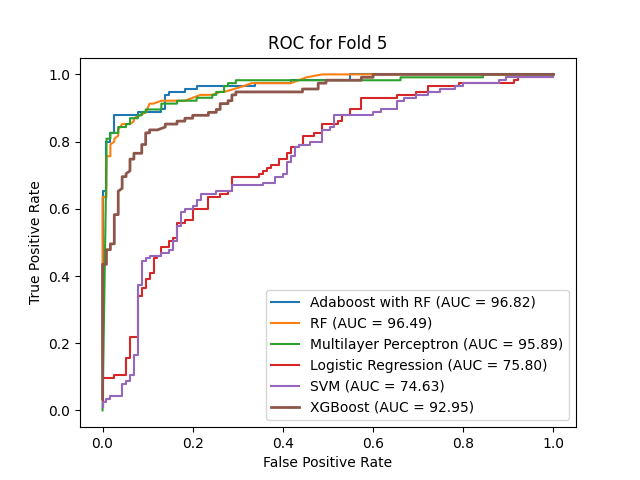 ROC for Fold 5
True Positive Rate
1.0
0.8
0.6
0.4
0.2
0.0
Adaboost with RF (AUC = 96.82)
RF (AUC = 96.49)
Multilayer Perceptron (AUC = 95.89)
Logistic Regression (AUC = 75.80)
SVM (AUC = 74.63)
XGBoost (AUC = 92.95)
0.0 0.2 0.4 0.6 0.8 1.0
False Positive Rate